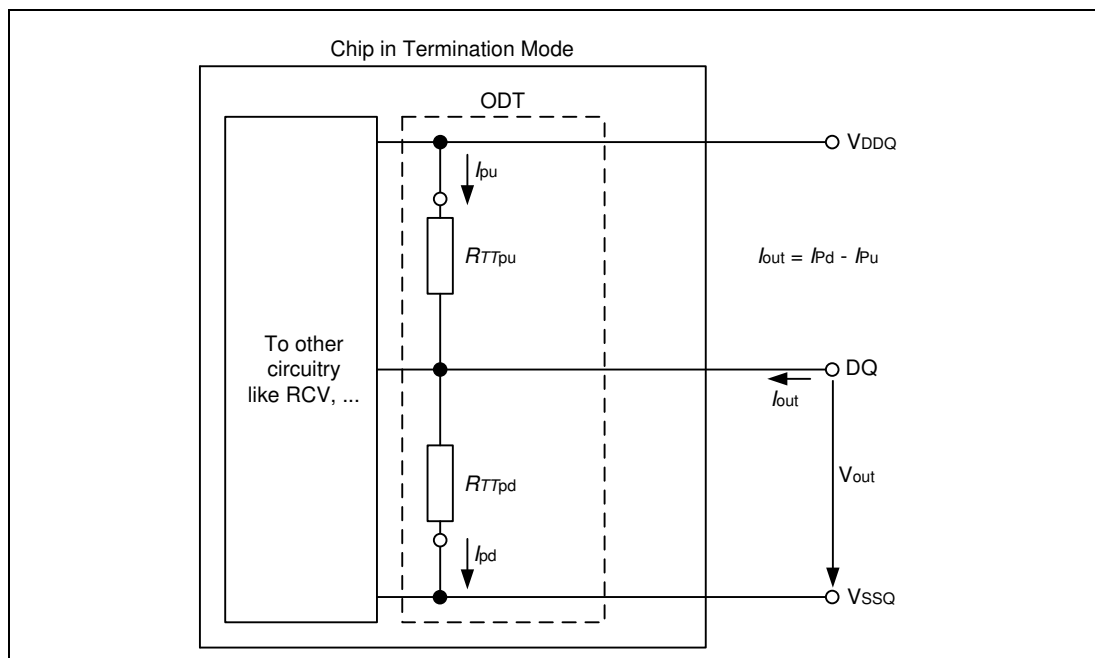 Chip in Termination Mode
ODT
VDDQ
Ipu
RTTpu
Iout = IPd - IPu
To other
circuitry
like RCV, ...
DQ
Iout
RTTpd
Vout
Ipd
VSSQ